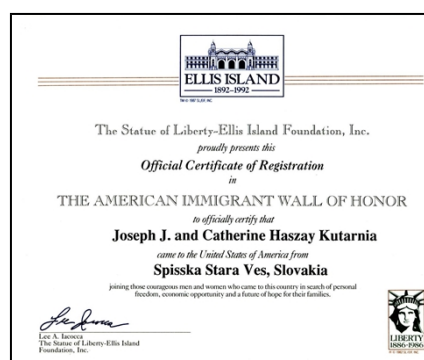 ELLIS ISLAND
1892–1992
The Statue of Liberty-Ellis Island Foundation, Inc.
proudly presents this
Official Certificate of Registration
in
THE AMERICAN IMMIGRANT WALL OF HONOR
to officially certify that
Joseph J. and Catherine Haszay Kutarnia
came to the United States of America from
Spisska Stara Ves, Slovakia
joining those courageous men and women who came to this country in search of personal
freedom, economic opportunity and a future of hope for their families.
Lee A. Iacocca
The Statue of Liberty-Ellis Island
Foundation, Inc.
LIBERTY
1886-1986